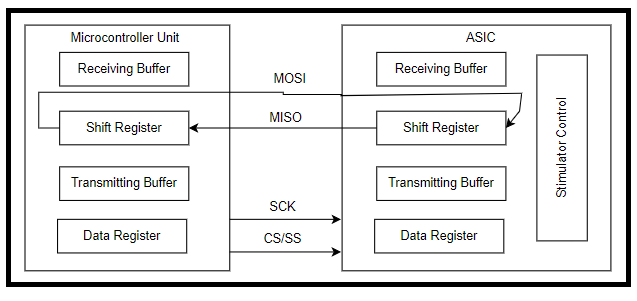 Microcontroller Unit
ASIC
Receiving Buffer
MOSI
Receiving Buffer
Shift Register
MISO
Shift Register
Stimulator Control
Transmitting Buffer
Transmitting Buffer
SCK
Data Register
CS/SS
Data Register